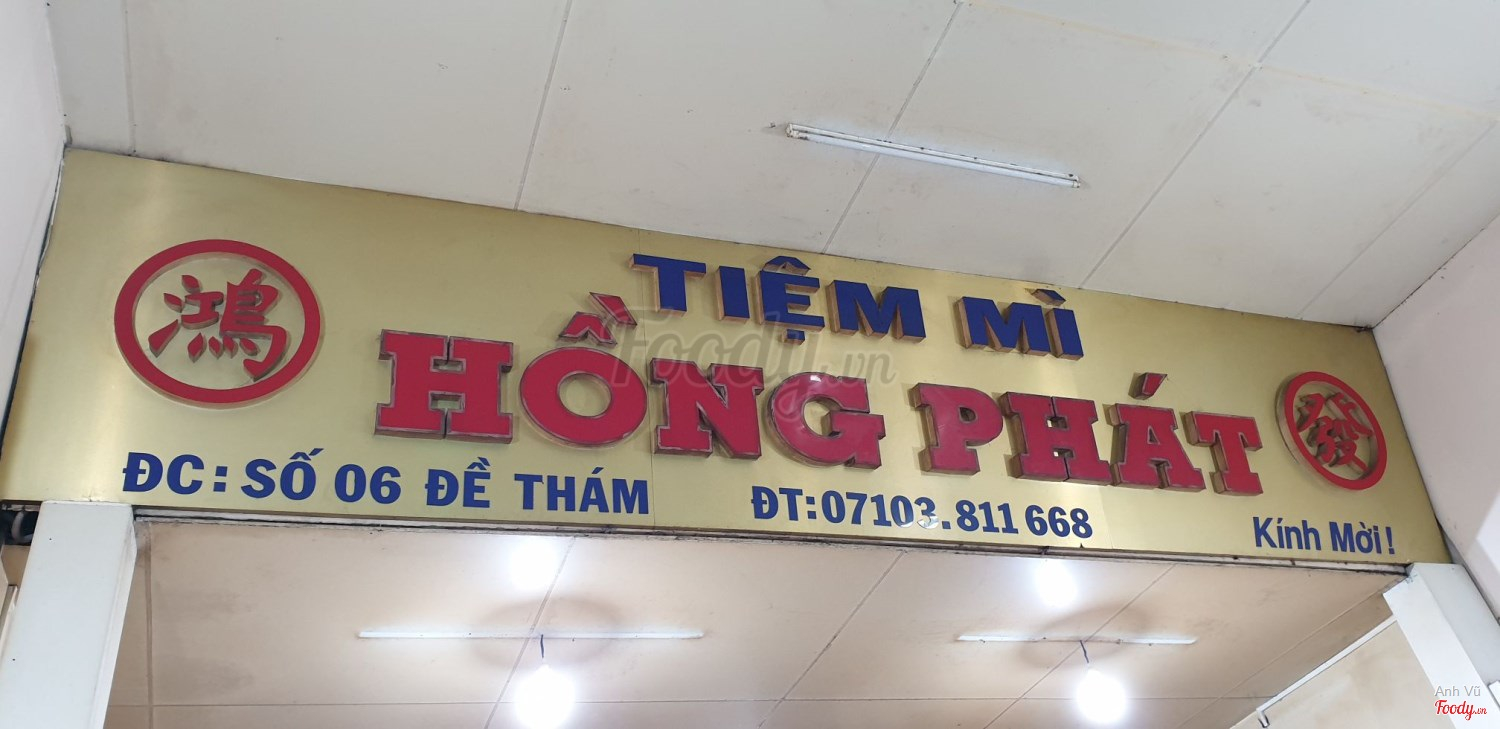 TIỆM MÌ
鴻 HỒNG PHÁT 發
ĐC: SỐ 06 ĐỀ THÁM ĐT: 07103.811 668
Kính Mời!
Foody.vn
Anh Vũ
Foody.vn